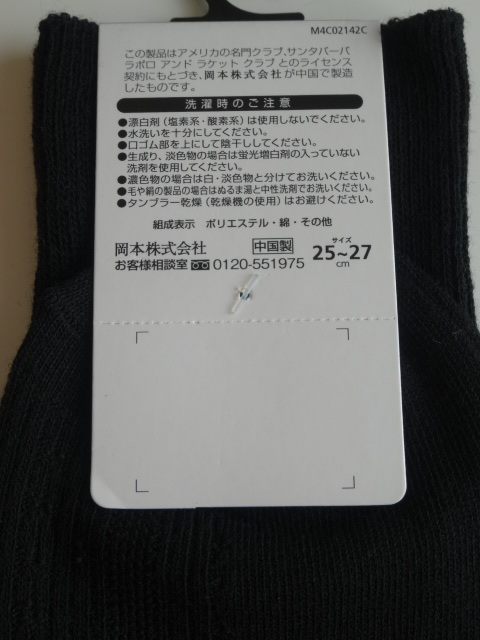 M4C02142C
この製品はアメリカの名門クラブ、サンタバーバ
ラポロ アンド ラケット クラブ とのライセンス
契約にもとづき、岡本株式会社が中国で製造
したものです。
洗濯時のご注意
●漂白剤（塩素系・酸素系）は使用しないでください。
●水洗いを十分にしてください。
●口ゴム部を上にして陰干ししてください。
●生成り、淡色物の場合は蛍光増白剤の入っていない
洗剤を使用してください。
●濃色物の場合は白・淡色物と分けてお洗いください。
●毛や絹の製品の場合はぬるま湯と中性洗剤でお洗いください。
●タンブラー乾燥（乾燥機の使用）はお避けください。
組成表示 ポリエステル・綿・その他
岡本株式会社 中国製 サイズ 25~27 cm
お客様相談室 0120-551975